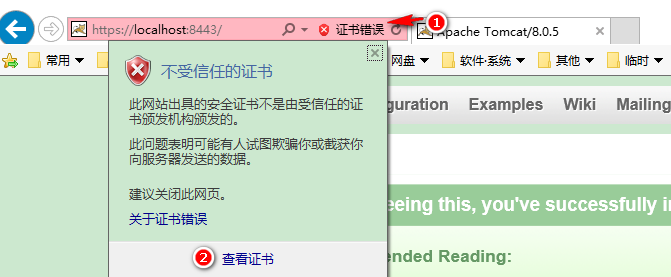 https://localhost:8443/
证书错误
1
Apache Tomcat/8.0.5
常用
网盘
软件·系统
其他
临时
不受信任的证书
此网站出具的安全证书不是由受信任的证
书颁发机构颁发的。
此问题表明可能有人试图欺骗你或截获你
向服务器发送的数据。
建议关闭此网页。
关于证书错误
2 查看证书
guration Examples Wiki Mailing
eeing this, you've successfully in
nded Reading: